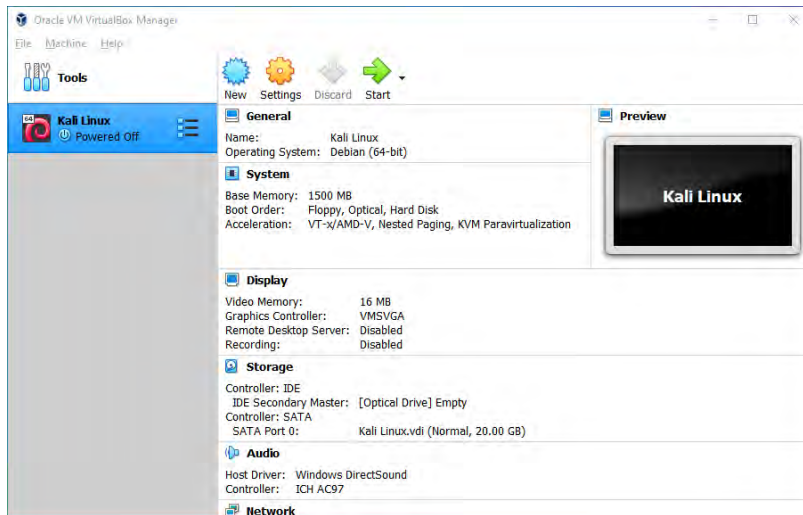 Oracle VM VirtualBox Manager
File Machine Help
Tools
New Settings Discard Start
64
Kali Linux
Powered Off
General
Name: Kali Linux
Operating System: Debian (64-bit)
System
Base Memory: 1500 MB
Boot Order: Floppy, Optical, Hard Disk
Acceleration: VT-x/AMD-V, Nested Paging, KVM Paravirtualization
Preview
Kali Linux
Display
Video Memory: 16 MB
Graphics Controller: VMSVGA
Remote Desktop Server: Disabled
Recording: Disabled
Storage
Controller: IDE
IDE Secondary Master: [Optical Drive] Empty
Controller: SATA
SATA Port 0: Kali Linux.vdi (Normal, 20.00 GB)
Audio
Host Driver: Windows DirectSound
Controller: ICH AC97
Network